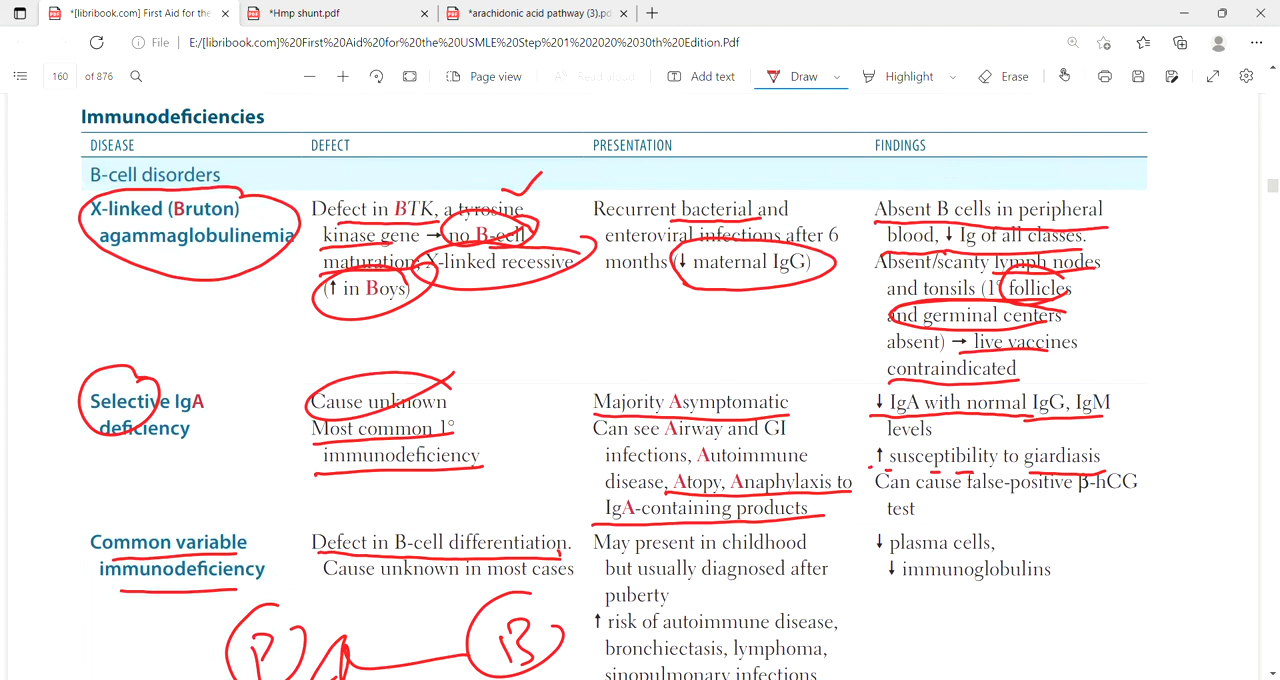 *[libribook.com] First Aid for the
*Hmp shunt.pdf
*arachidonic acid pathway (3).pd
File
E:/[libribook.com]%20First%20Aid%20for%20the%20USMLE%20Step%201%202020%2030th%20Edition.Pdf
160 of 876
Page view
Read aloud
Add text
Draw
Highlight
Erase
Immunodeficiencies
DISEASE DEFECT PRESENTATION FINDINGS
B-cell disorders
X-linked (Bruton)
agammaglobulinemia
Defect in BTK, a tyrosine
kinase gene → no B-cell
maturation; X-linked recessive
(↑ in Boys)
Recurrent bacterial and
enteroviral infections after 6
months (↓ maternal IgG)
Absent B cells in peripheral
blood, ↓ Ig of all classes.
Absent/scanty lymph nodes
and tonsils (1° follicles
and germinal centers
absent) → live vaccines
contraindicated
Selective IgA
deficiency
Cause unknown
Most common 1°
immunodeficiency
Majority Asymptomatic
Can see Airway and GI
infections, Autoimmune
disease, Atopy, Anaphylaxis to
IgA-containing products
↓ IgA with normal IgG, IgM
levels
↑ susceptibility to giardiasis
Can cause false-positive β-hCG
test
Common variable
immunodeficiency
Defect in B-cell differentiation.
Cause unknown in most cases
May present in childhood
but usually diagnosed after
puberty
↑ risk of autoimmune disease,
bronchiectasis, lymphoma,
sinopulmonary infections
↓ plasma cells,
↓ immunoglobulins
P
B